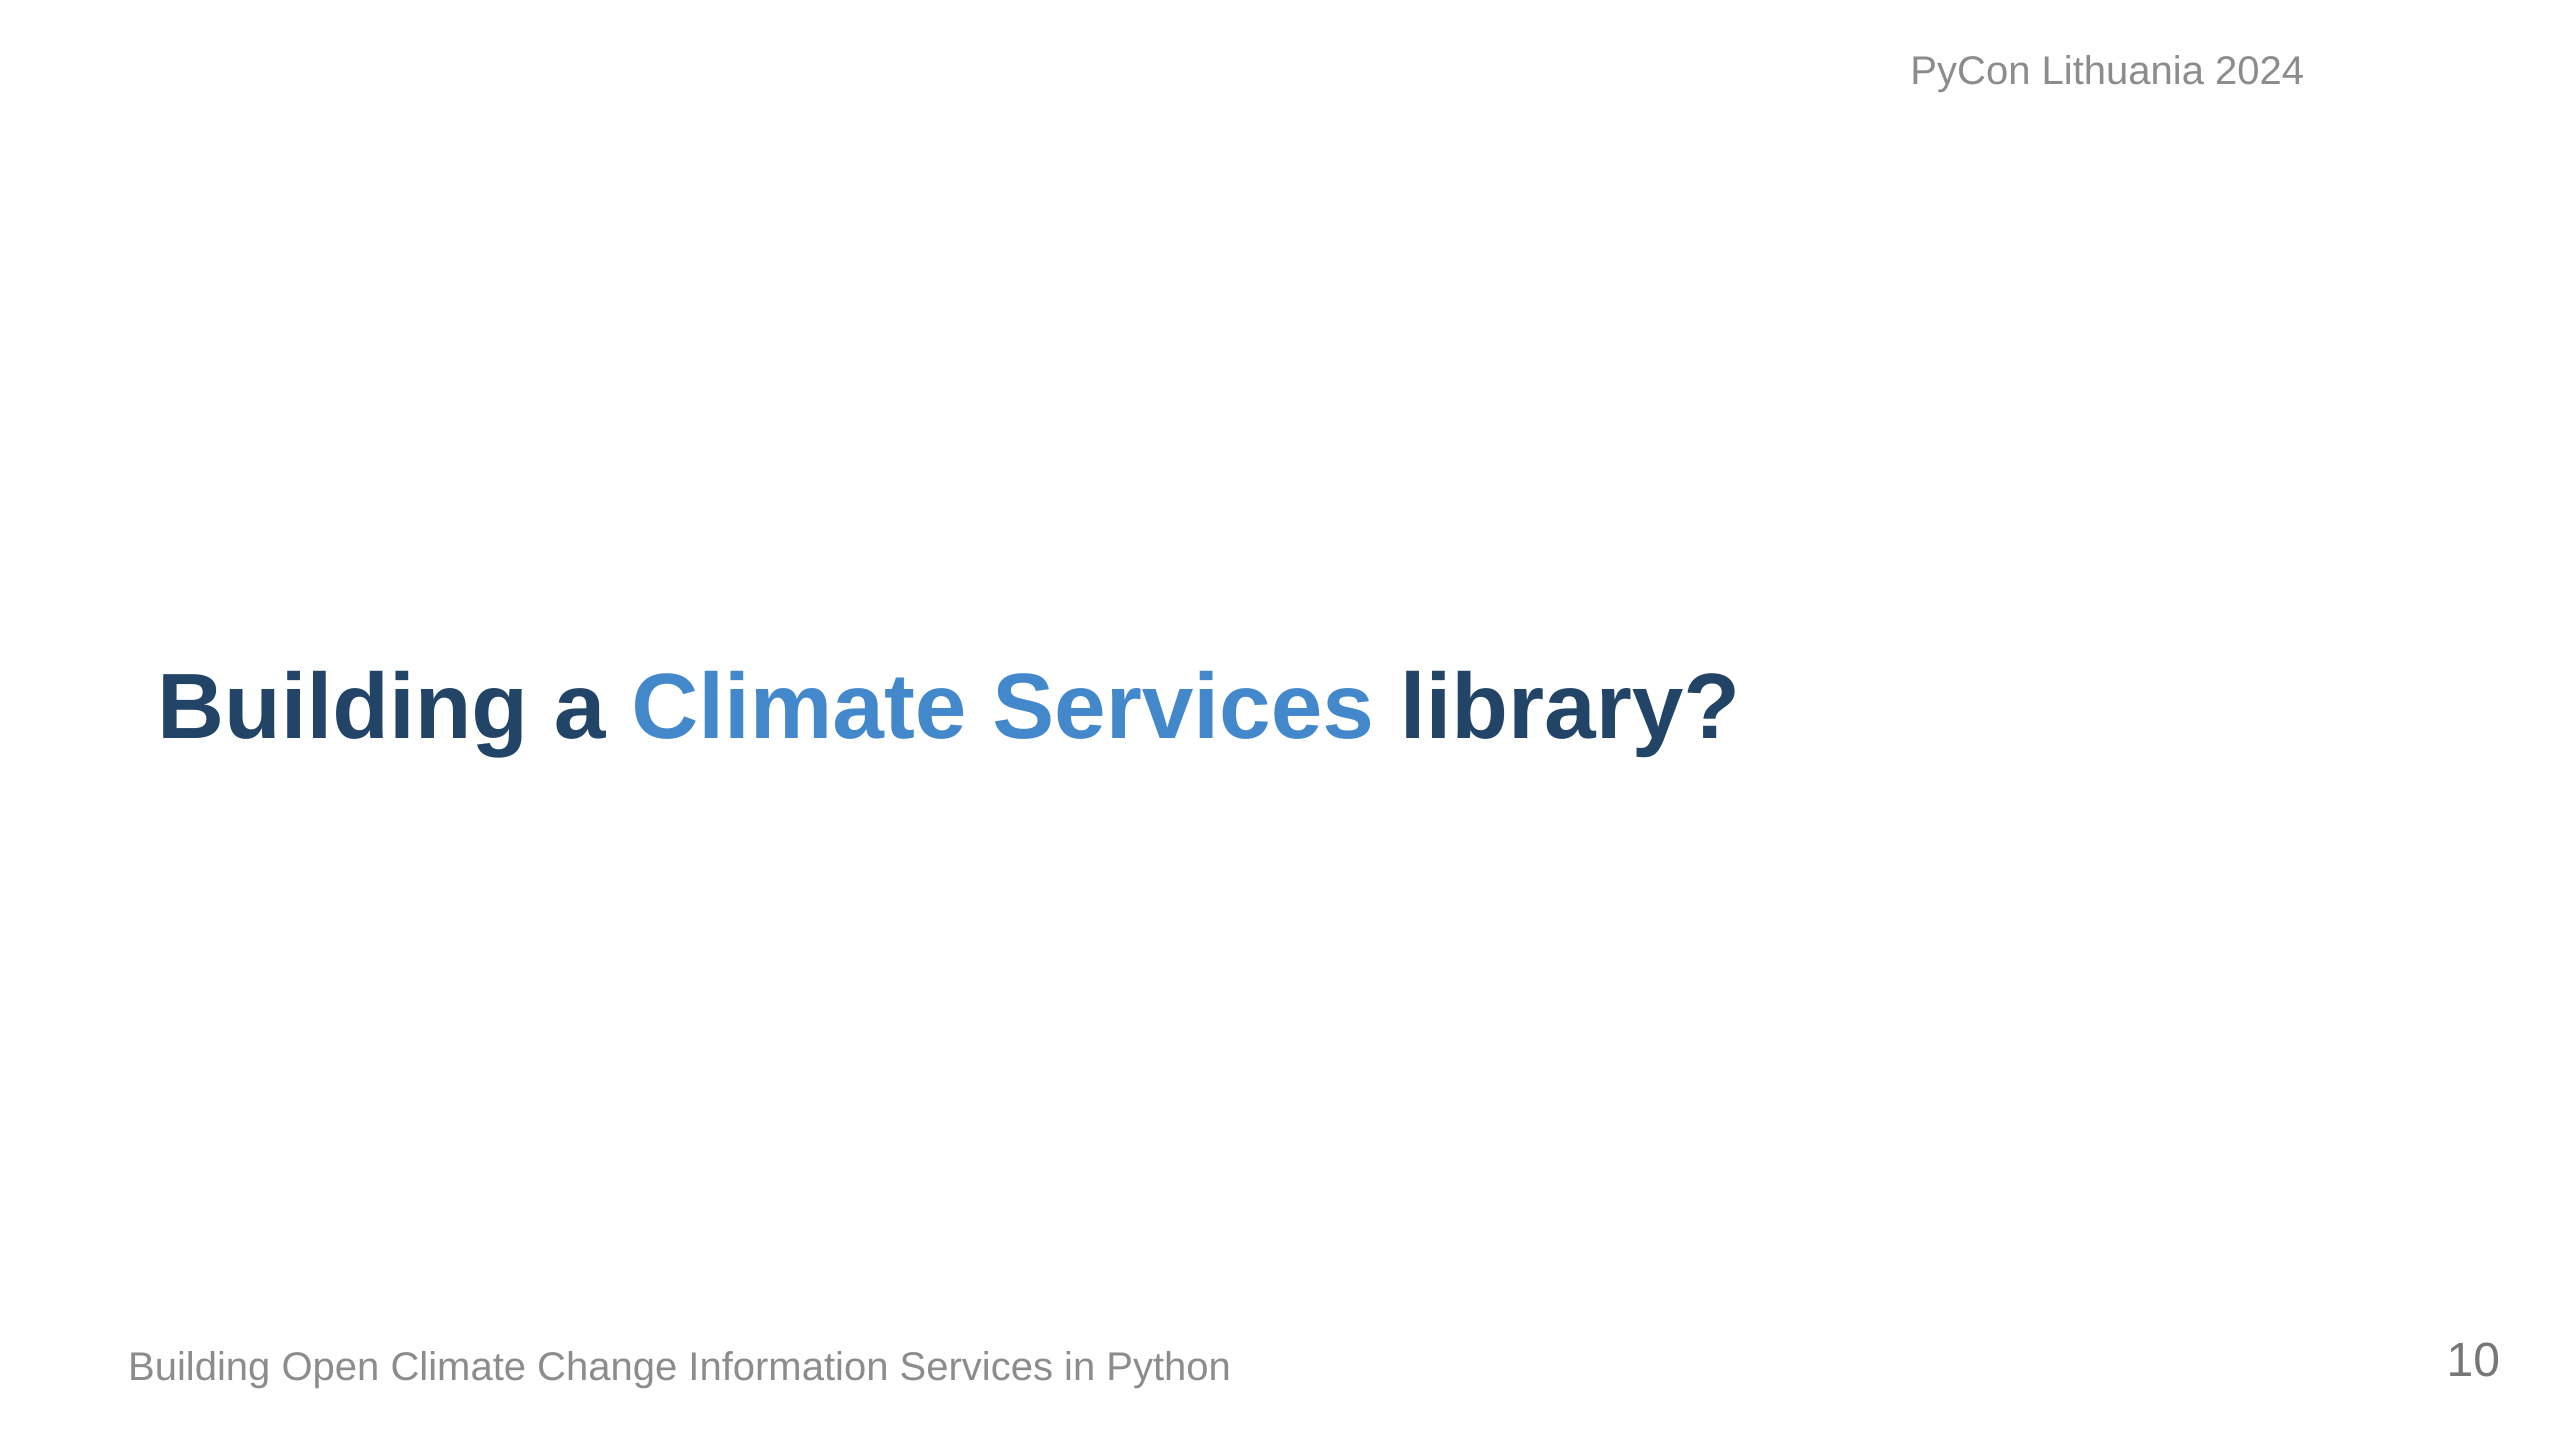 PyCon Lithuania 2024
Building a Climate Services library?
Building Open Climate Change Information Services in Python
10